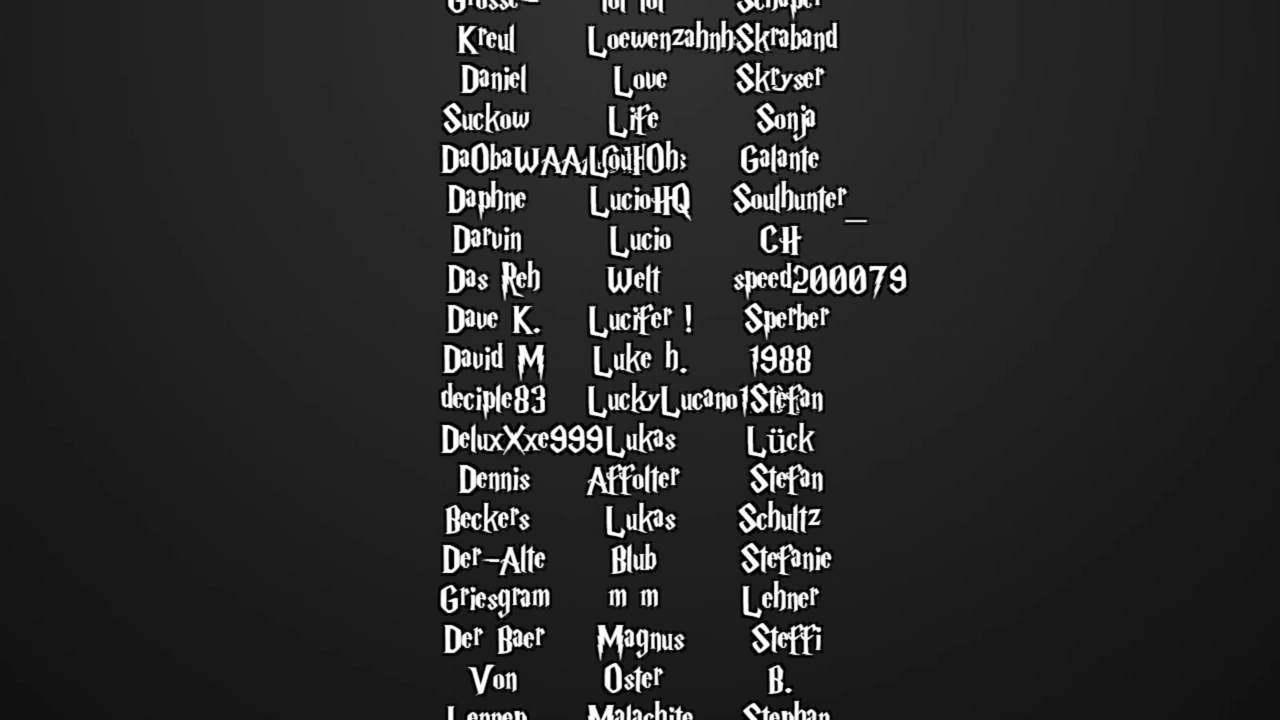 Kreul Loewenzahnh Skraband
Daniel Love Skryser
Suckow Life Sonja
Galante
Daphne LucioHQ Soulhunter_
Darvin Lucio CH
Das Reh Welt speed200079
Dave K. Lucifer ! Sperber
David M Luke h. 1988
deciple83 LuckyLucano1 Stefan
DeluxXxe999 Lukas Lück
Dennis Affolter Stefan
Beckers Lukas Schultz
Der-Alte Blub Stefanie
Griesgram m m Lehner
Der Baer Magnus Steffi
Von Oster B.
Malachite Stephan